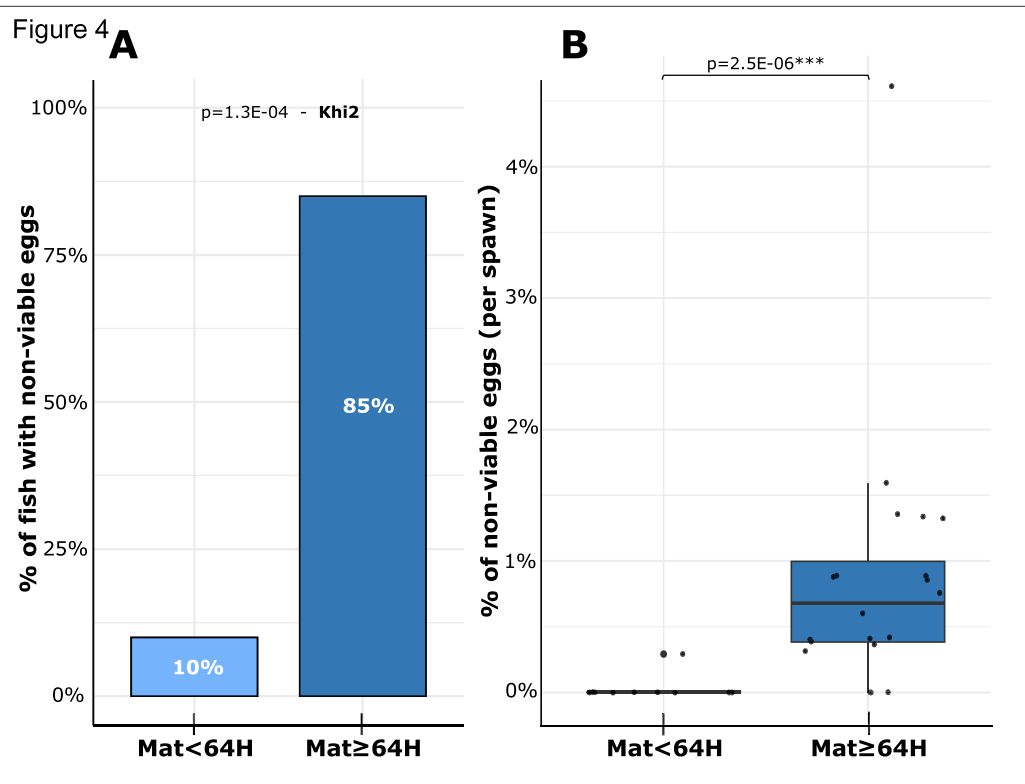 Figure 4
A
p=1.3E-04 - Khi2
% of fish with non-viable eggs
100%
75%
50%
25%
0%
85%
10%
Mat<64H
Mat≥64H
B
p=2.5E-06***
% of non-viable eggs (per spawn)
4%
3%
2%
1%
0%
Mat<64H
Mat≥64H